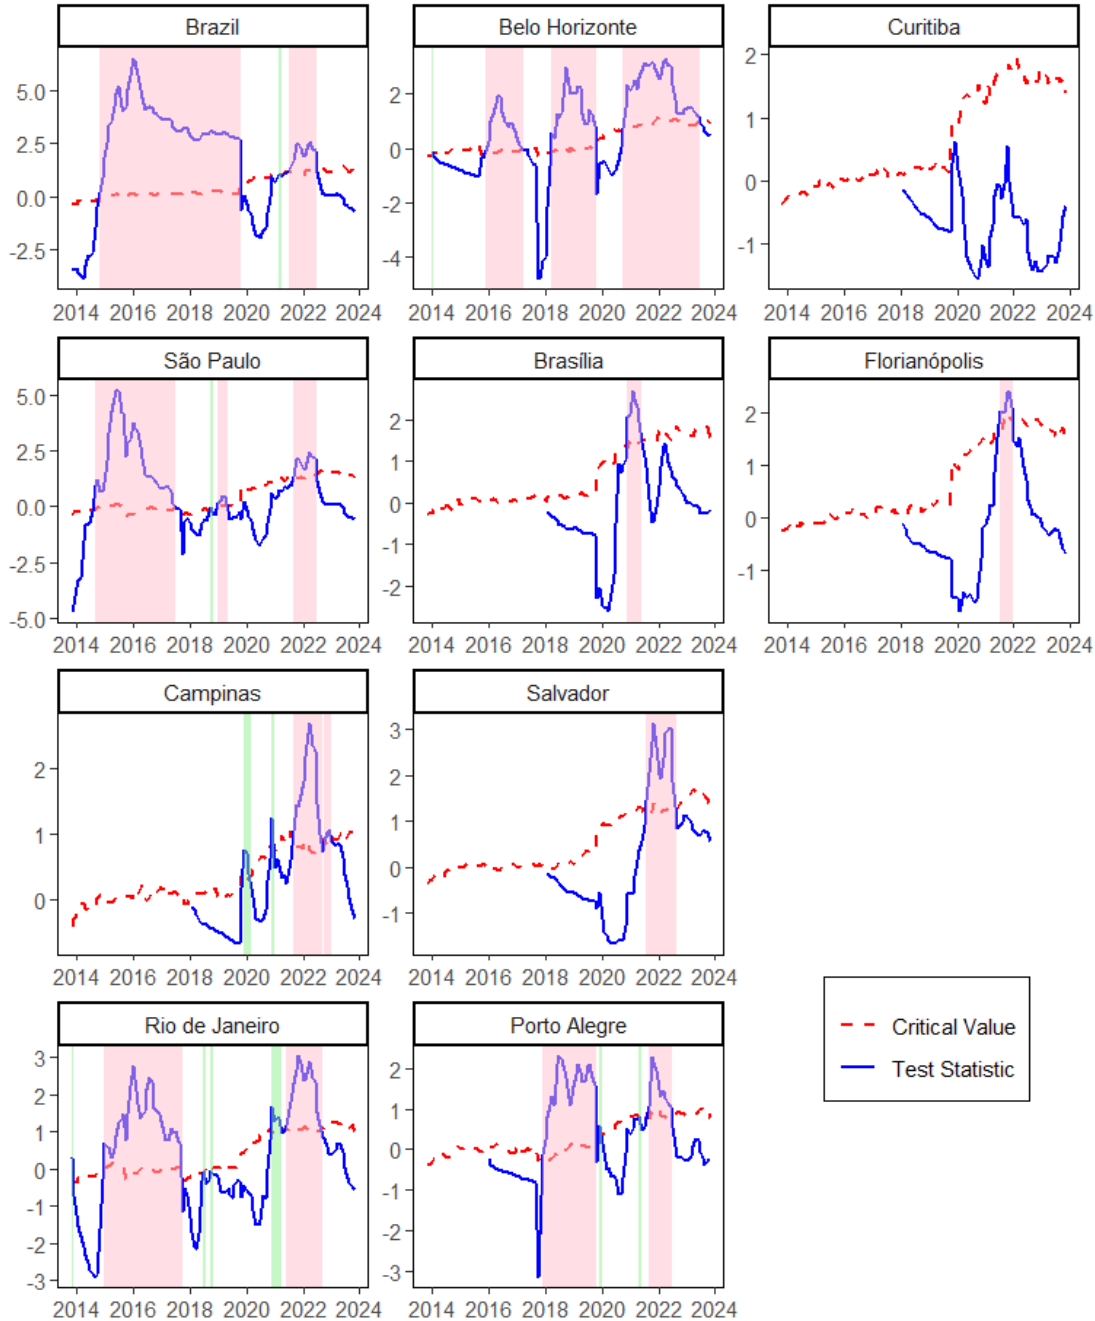 Brazil
5.0
2.5
0.0
-2.5
2014 2016 2018 2020 2022 2024
Belo Horizonte
2
0
-2
-4
2014 2016 2018 2020 2022 2024
Curitiba
2
1
0
-1
2014 2016 2018 2020 2022 2024
São Paulo
5.0
2.5
0.0
-2.5
-5.0
2014 2016 2018 2020 2022 2024
Brasília
2
1
0
-1
-2
2014 2016 2018 2020 2022 2024
Florianópolis
2
1
0
-1
2014 2016 2018 2020 2022 2024
Campinas
2
1
0
2014 2016 2018 2020 2022 2024
Salvador
3
2
1
0
-1
2014 2016 2018 2020 2022 2024
Rio de Janeiro
3
2
1
0
-1
-2
-3
2014 2016 2018 2020 2022 2024
Porto Alegre
2
1
0
-1
-2
-3
2014 2016 2018 2020 2022 2024
Critical Value
Test Statistic